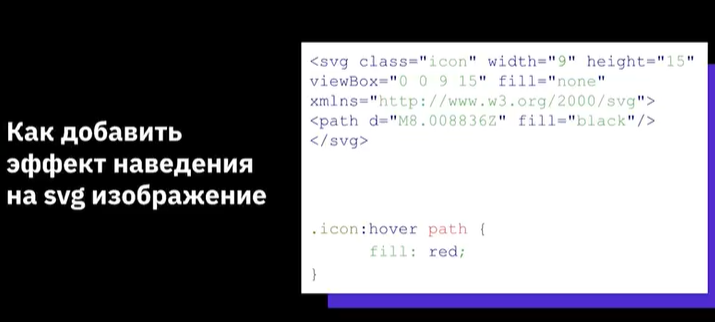 Как добавить
эффект наведения
на svg изображение
<svg class="icon" width="9" height="15"
viewBox="0 0 9 15" fill="none"
xmlns="http://www.w3.org/2000/svg">
<path d="M8.008836Z" fill="black"/>
</svg>
.icon:hover path {
fill: red;
}